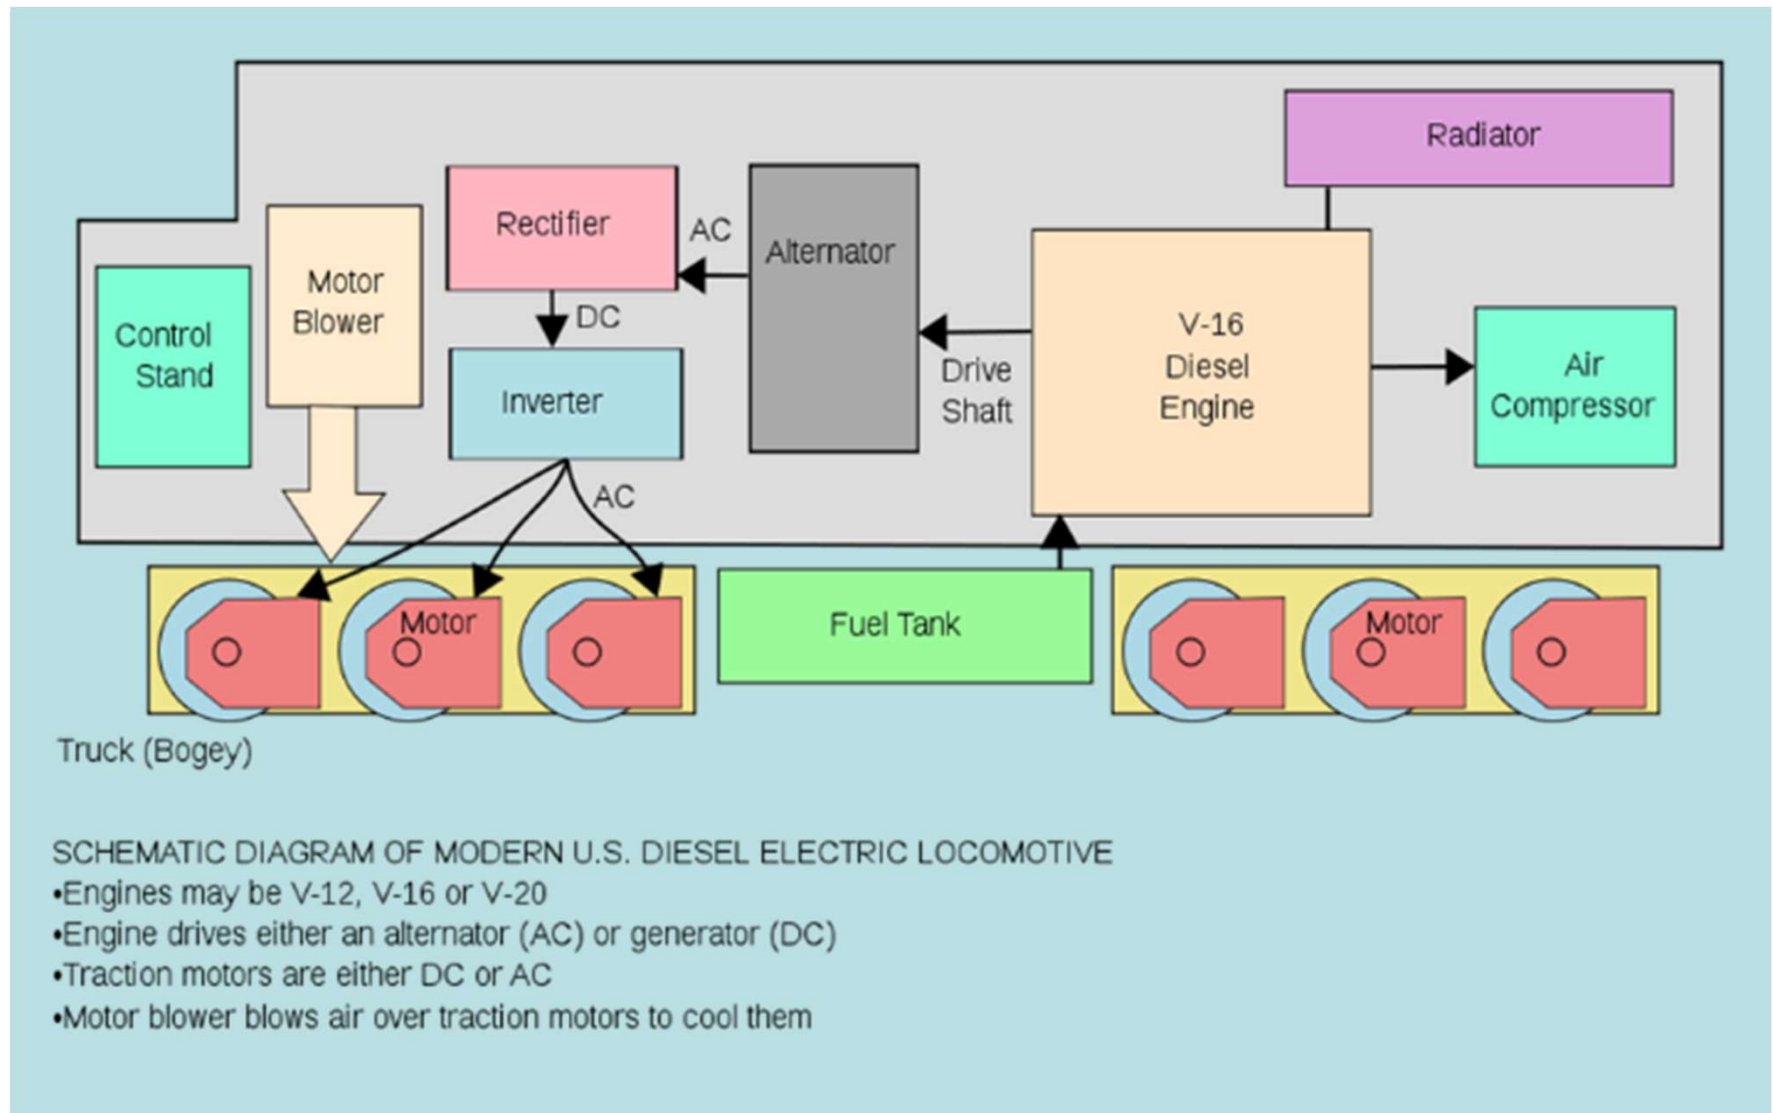 Radiator
Rectifier
AC
Alternator
Motor
Blower
DC
Control
Stand
V-16
Diesel
Engine
Drive
Shaft
Air
Compressor
Inverter
AC
Motor
Fuel Tank
Motor
Truck (Bogey)
SCHEMATIC DIAGRAM OF MODERN U.S. DIESEL ELECTRIC LOCOMOTIVE
•Engines may be V-12, V-16 or V-20
•Engine drives either an alternator (AC) or generator (DC)
•Traction motors are either DC or AC
•Motor blower blows air over traction motors to cool them